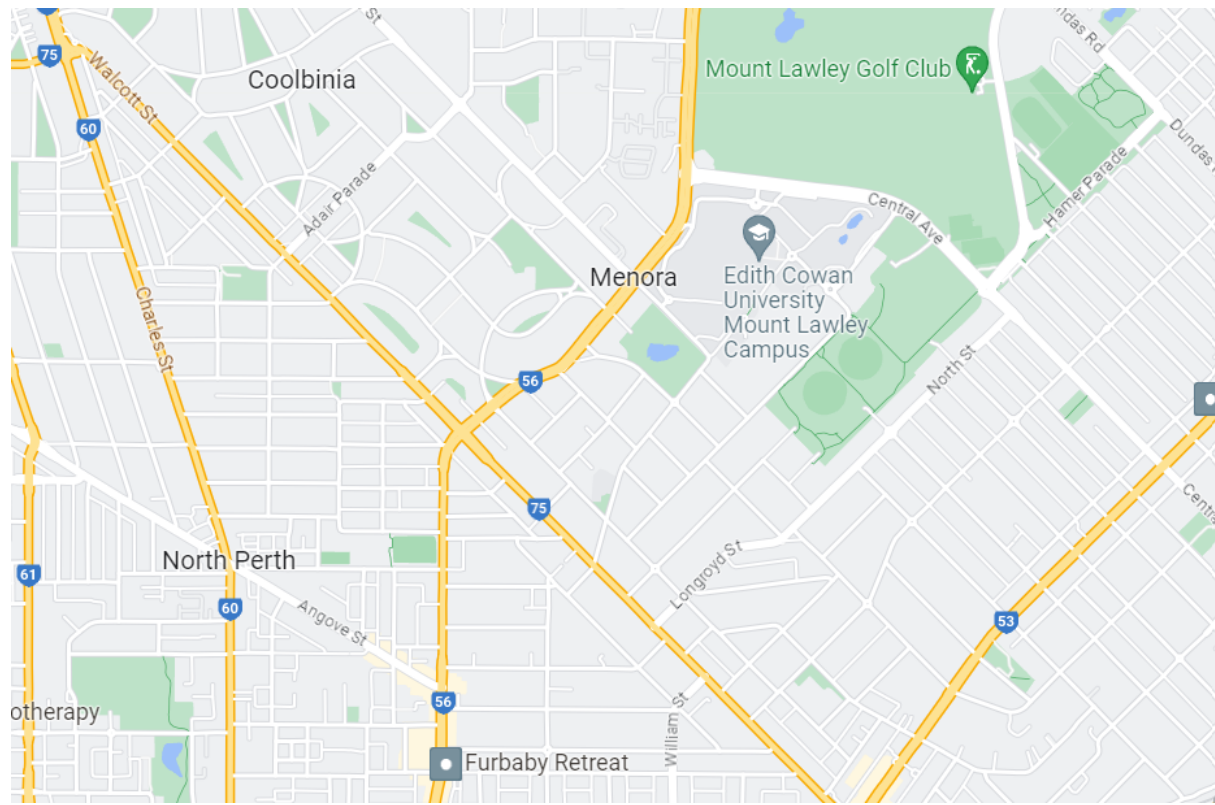 St
Dundas Rd
75
Walcott St
Coolbinia
Mount Lawley Golf Club
60
Dundas
Adair Parade
Hamer Parade
Central Ave
Menora
Edith Cowan
University
Mount Lawley
Campus
Charles St
North St
56
75
Central
North Perth
61
Longroyd St
60
Angove St
53
56
otherapy
William St
Furbaby Retreat